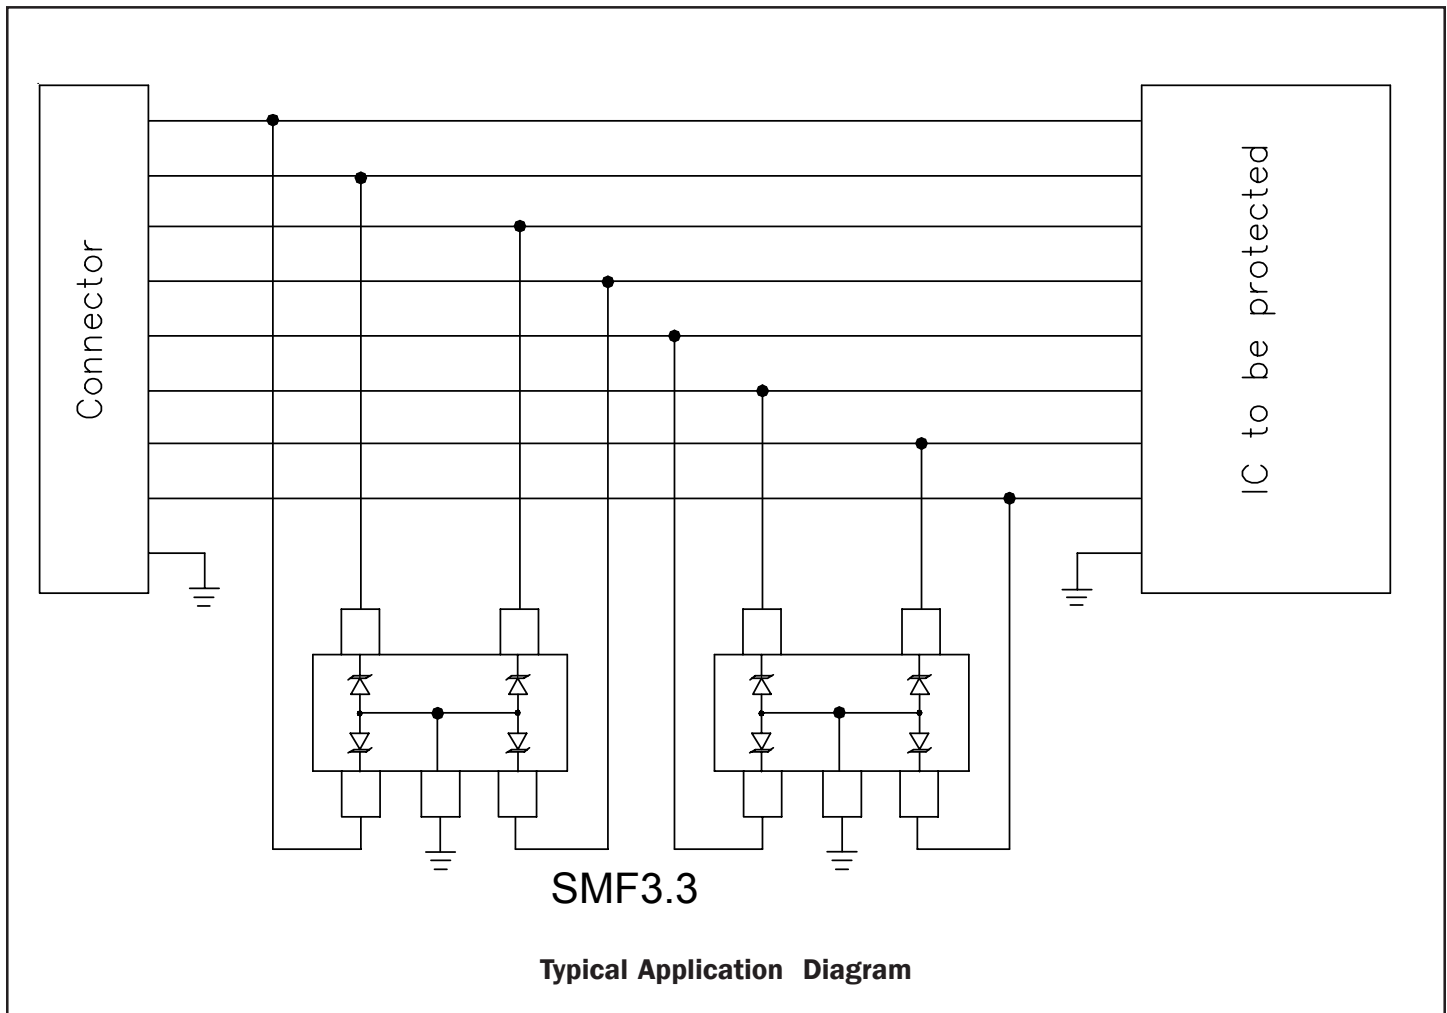 Connector
IC to be protected
SMF3.3
Typical Application Diagram